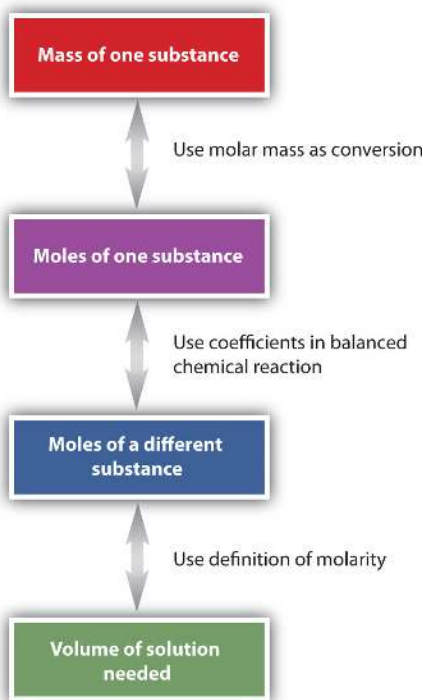 Mass of one substance
Use molar mass as conversion
Moles of one substance
Use coefficients in balanced
chemical reaction
Moles of a different
substance
Use definition of molarity
Volume of solution
needed